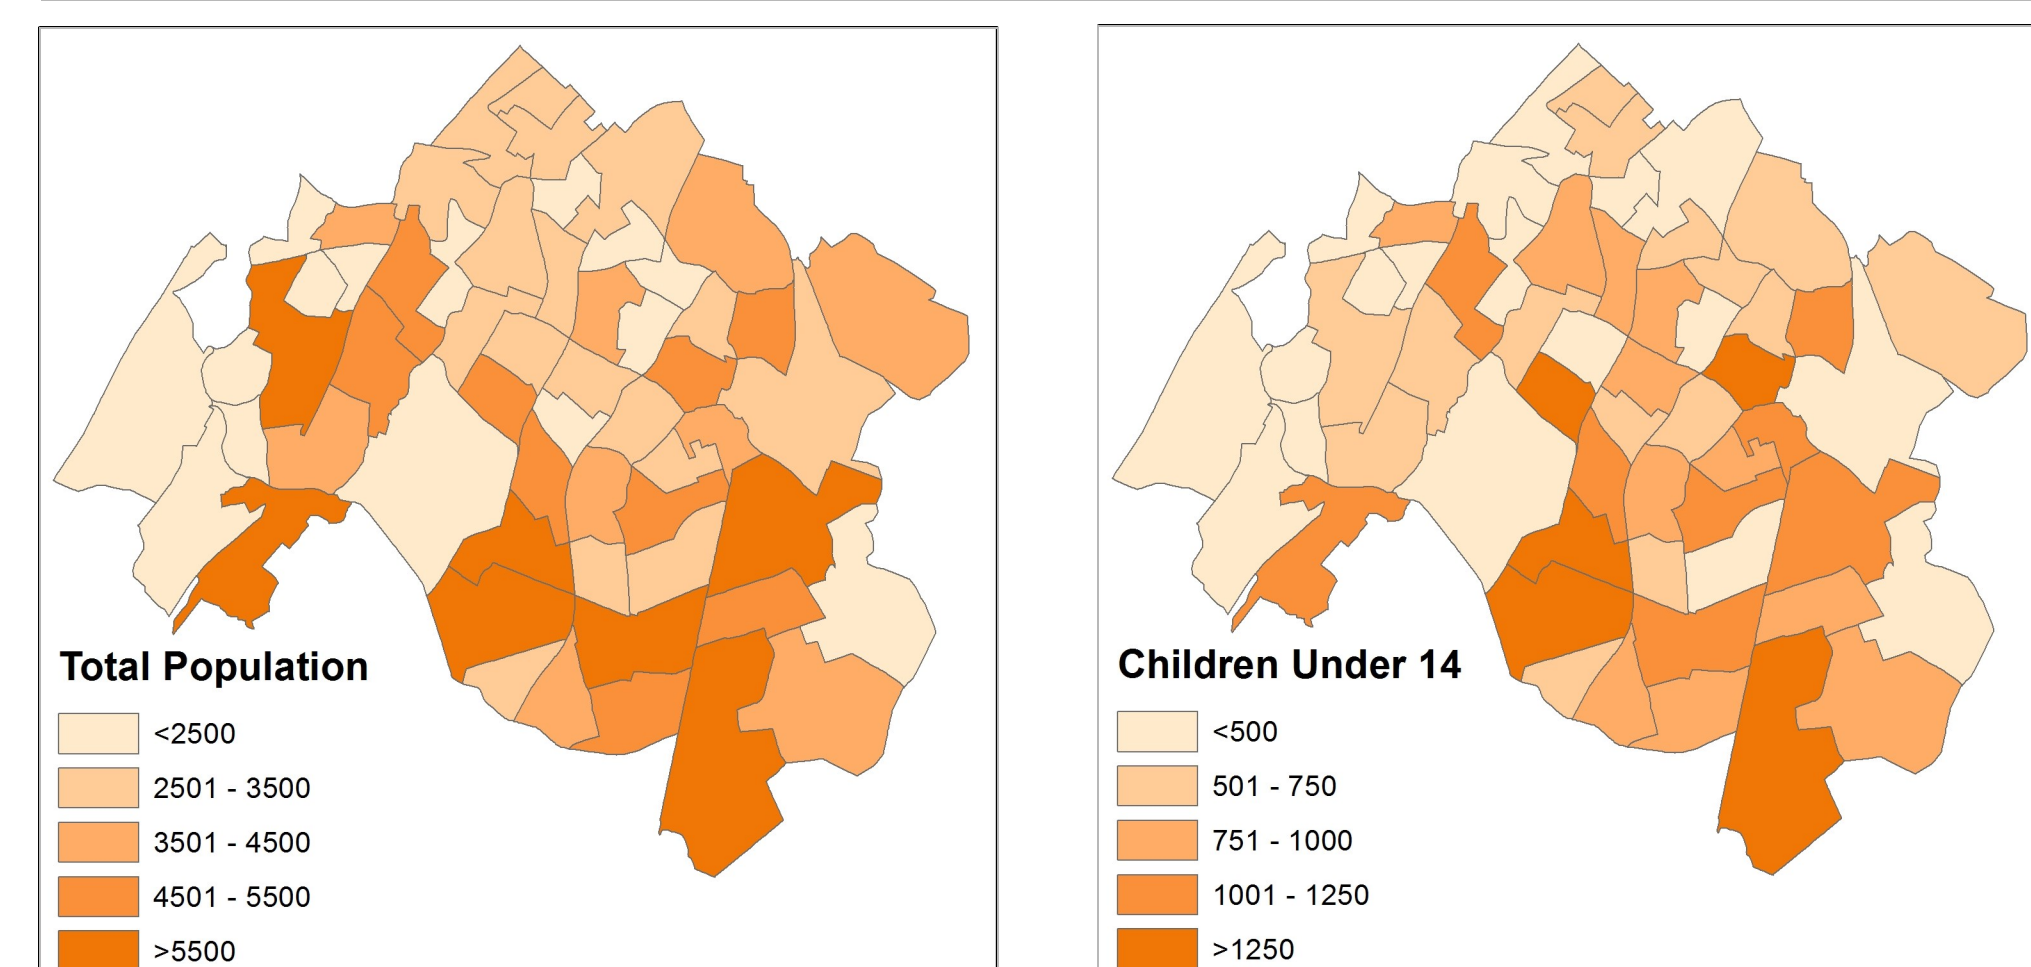 Total Population
<2500
2501 - 3500
3501 - 4500
4501 - 5500
>5500
Children Under 14
<500
501 - 750
751 - 1000
1001 - 1250
>1250